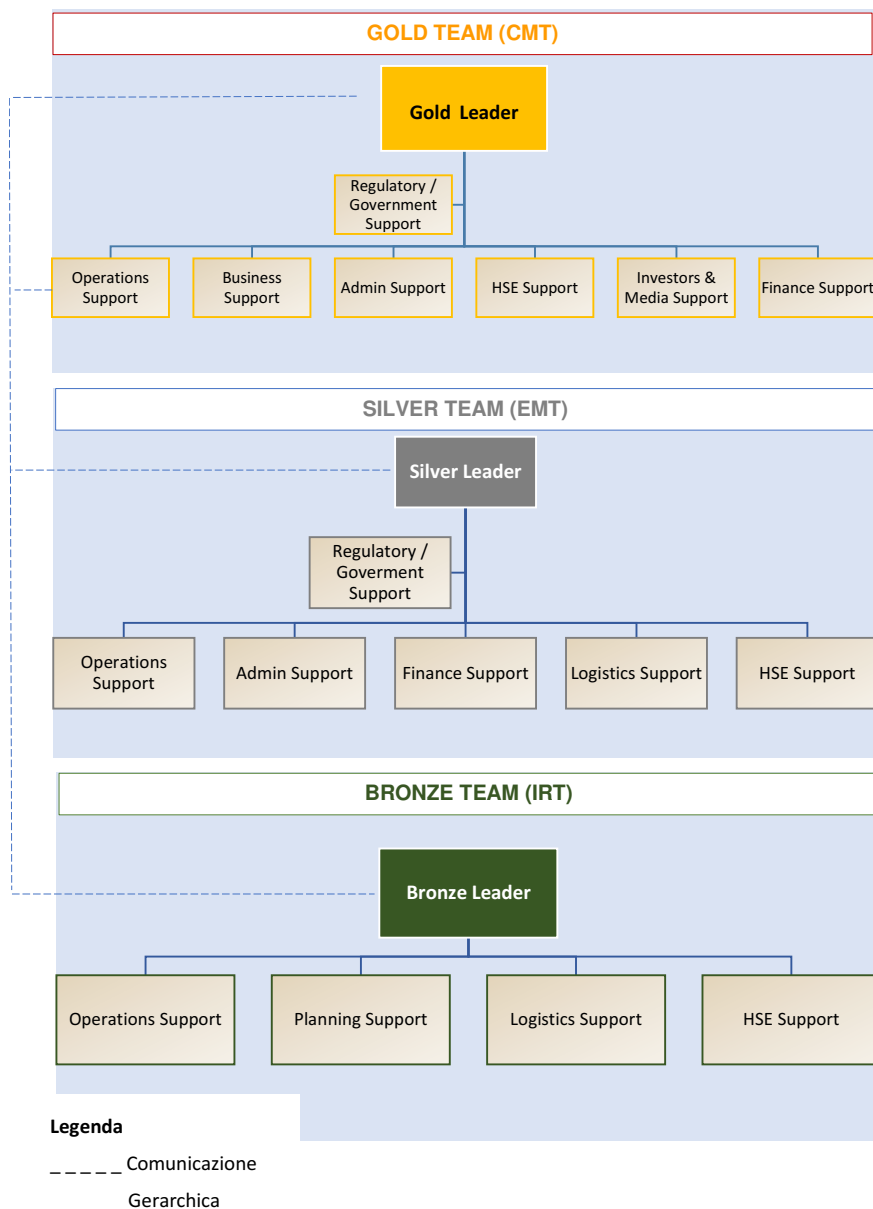 GOLD TEAM (CMT)
Gold Leader
Regulatory /
Government
Support
Operations
Support
Business
Support
Admin Support
HSE Support
Investors &
Media Support
Finance Support
SILVER TEAM (EMT)
Silver Leader
Regulatory /
Goverment
Support
Operations
Support
Admin Support
Finance Support
Logistics Support
HSE Support
BRONZE TEAM (IRT)
Bronze Leader
Operations Support
Planning Support
Logistics Support
HSE Support
Legenda
_ _ _ _ _ Comunicazione
Gerarchica